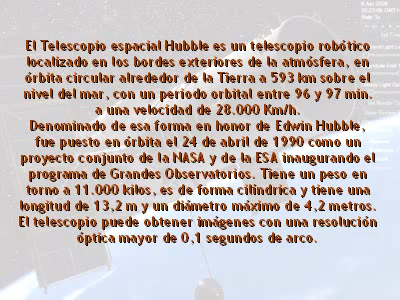 El Telescopio espacial Hubble es un telescopio robótico
localizado en los bordes exteriores de la atmósfera, en
órbita circular alrededor de la Tierra a 593 km sobre el
nivel del mar, con un periodo orbital entre 96 y 97 min,
a una velocidad de 28.000 Km/h.
Denominado de esa forma en honor de Edwin Hubble,
fue puesto en órbita el 24 de abril de 1990 como un
proyecto conjunto de la NASA y de la ESA inaugurando el
programa de Grandes Observatorios. Tiene un peso en
torno a 11.000 kilos, es de forma cilíndrica y tiene una
longitud de 13,2 m y un diámetro máximo de 4,2 metros.
El telescopio puede obtener imágenes con una resolución
óptica mayor de 0,1 segundos de arco.